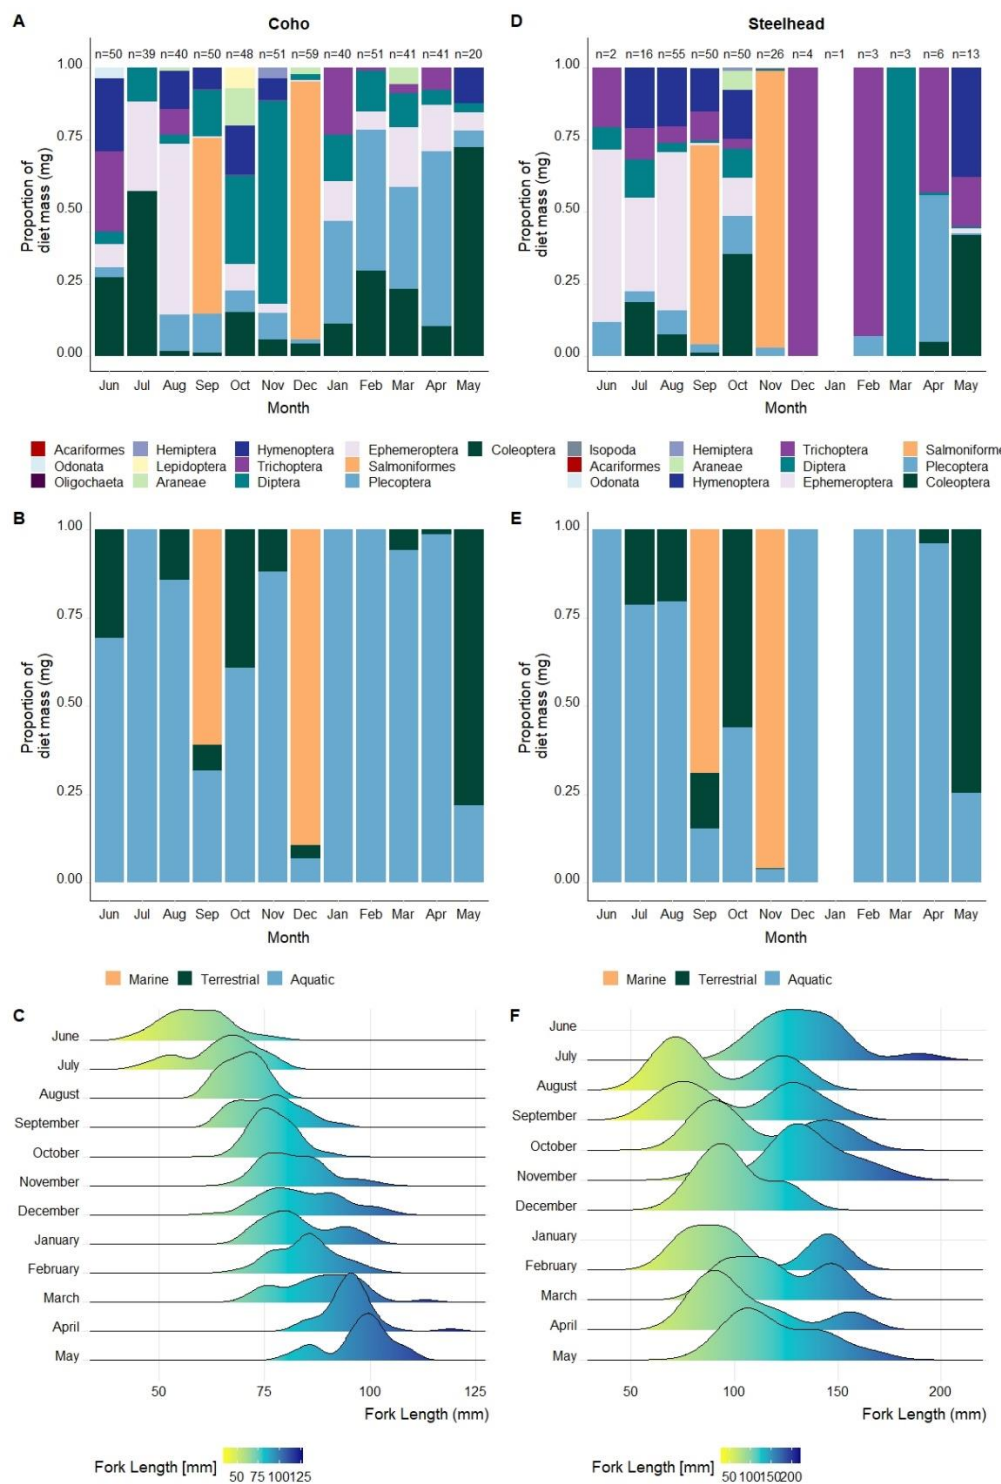 A Coho D Steelhead
n=50 n=39 n=40 n=50 n=48 n=51 n=59 n=40 n=51 n=41 n=41 n=20 n=2 n=16 n=55 n=50 n=50 n=26 n=4 n=1 n=3 n=3 n=6 n=13
1.00 1.00
0.75 0.75
Proportion of diet mass (mg) Proportion of diet mass (mg)
0.50 0.50
0.25 0.25
0.00 0.00
Jun Jul Aug Sep Oct Nov Dec Jan Feb Mar Apr May Jun Jul Aug Sep Oct Nov Dec Jan Feb Mar Apr May
Month Month
Acariformes Hemiptera Hymenoptera Ephemeroptera Coleoptera Isopoda Hemiptera Trichoptera Salmoniforme
Odonata Lepidoptera Trichoptera Salmoniformes Acariformes Araneae Diptera Plecoptera
Oligochaeta Araneae Diptera Plecoptera Odonata Hymenoptera Ephemeroptera Coleoptera
B E
1.00 1.00
0.75 0.75
Proportion of diet mass (mg) Proportion of diet mass (mg)
0.50 0.50
0.25 0.25
0.00 0.00
Jun Jul Aug Sep Oct Nov Dec Jan Feb Mar Apr May Jun Jul Aug Sep Oct Nov Dec Jan Feb Mar Apr May
Month Month
Marine Terrestrial Aquatic Marine Terrestrial Aquatic
C F
June June
July July
August August
September September
October October
November November
December December
January January
February February
March March
April April
May May
50 75 100 125 50 100 150 200
Fork Length (mm) Fork Length (mm)
Fork Length [mm] Fork Length [mm]
50 75 100 125 50 100 150 200